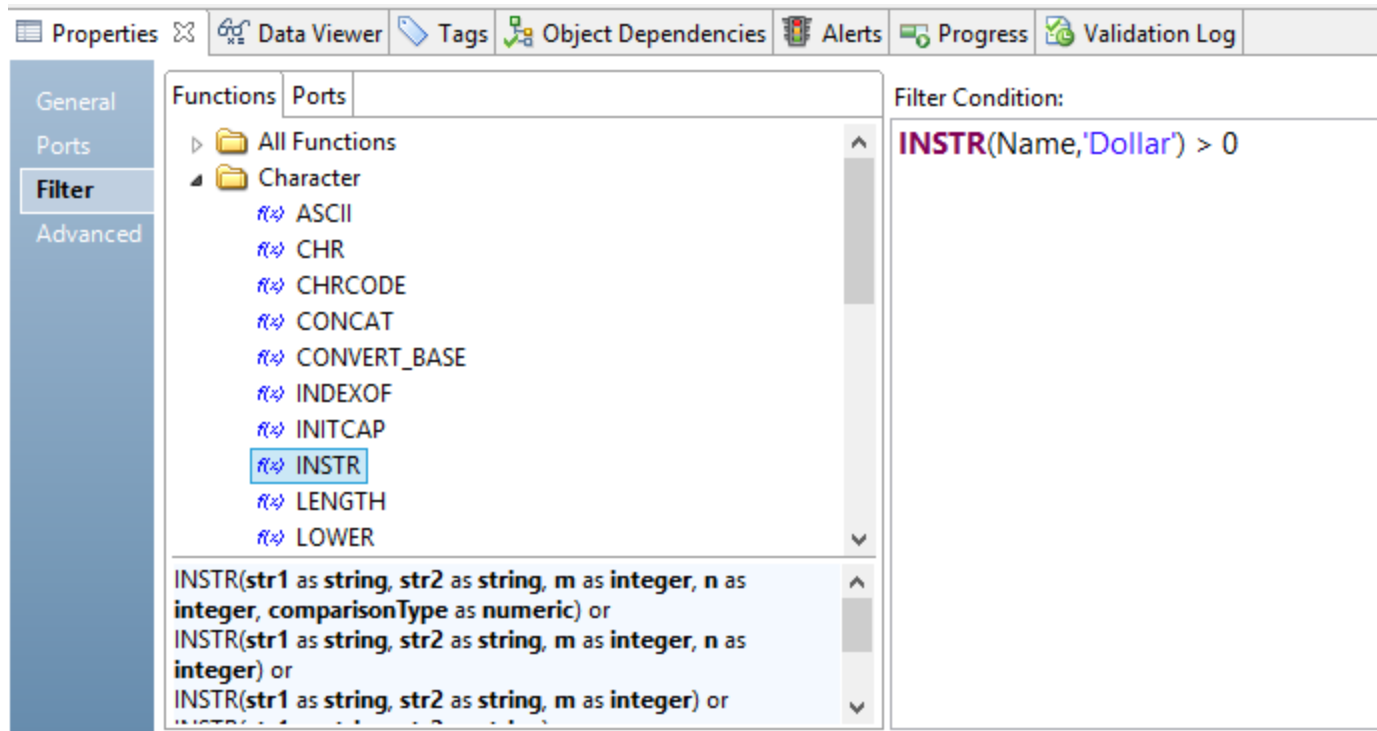 Properties Data Viewer Tags Object Dependencies Alerts Progress Validation Log
General
Ports
Filter
Advanced
Functions Ports
All Functions
Character
f(x) ASCII
f(x) CHR
f(x) CHRCODE
f(x) CONCAT
f(x) CONVERT_BASE
f(x) INDEXOF
f(x) INITCAP
f(x) INSTR
f(x) LENGTH
f(x) LOWER
INSTR(str1 as string, str2 as string, m as integer, n as
integer, comparisonType as numeric) or
INSTR(str1 as string, str2 as string, m as integer, n as
integer) or
INSTR(str1 as string, str2 as string, m as integer) or
Filter Condition:
INSTR(Name,'Dollar') > 0